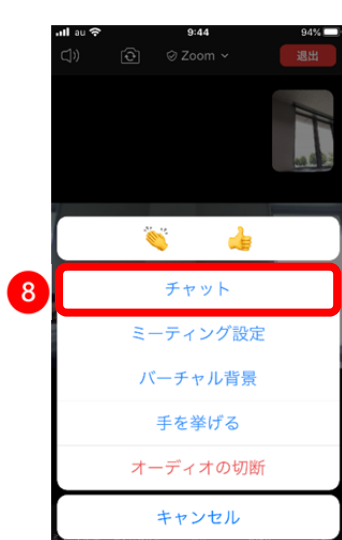 au 9:44 94%
Zoom 退出
8
チャット
ミーティング設定
バーチャル背景
手を挙げる
オーディオの切断
キャンセル